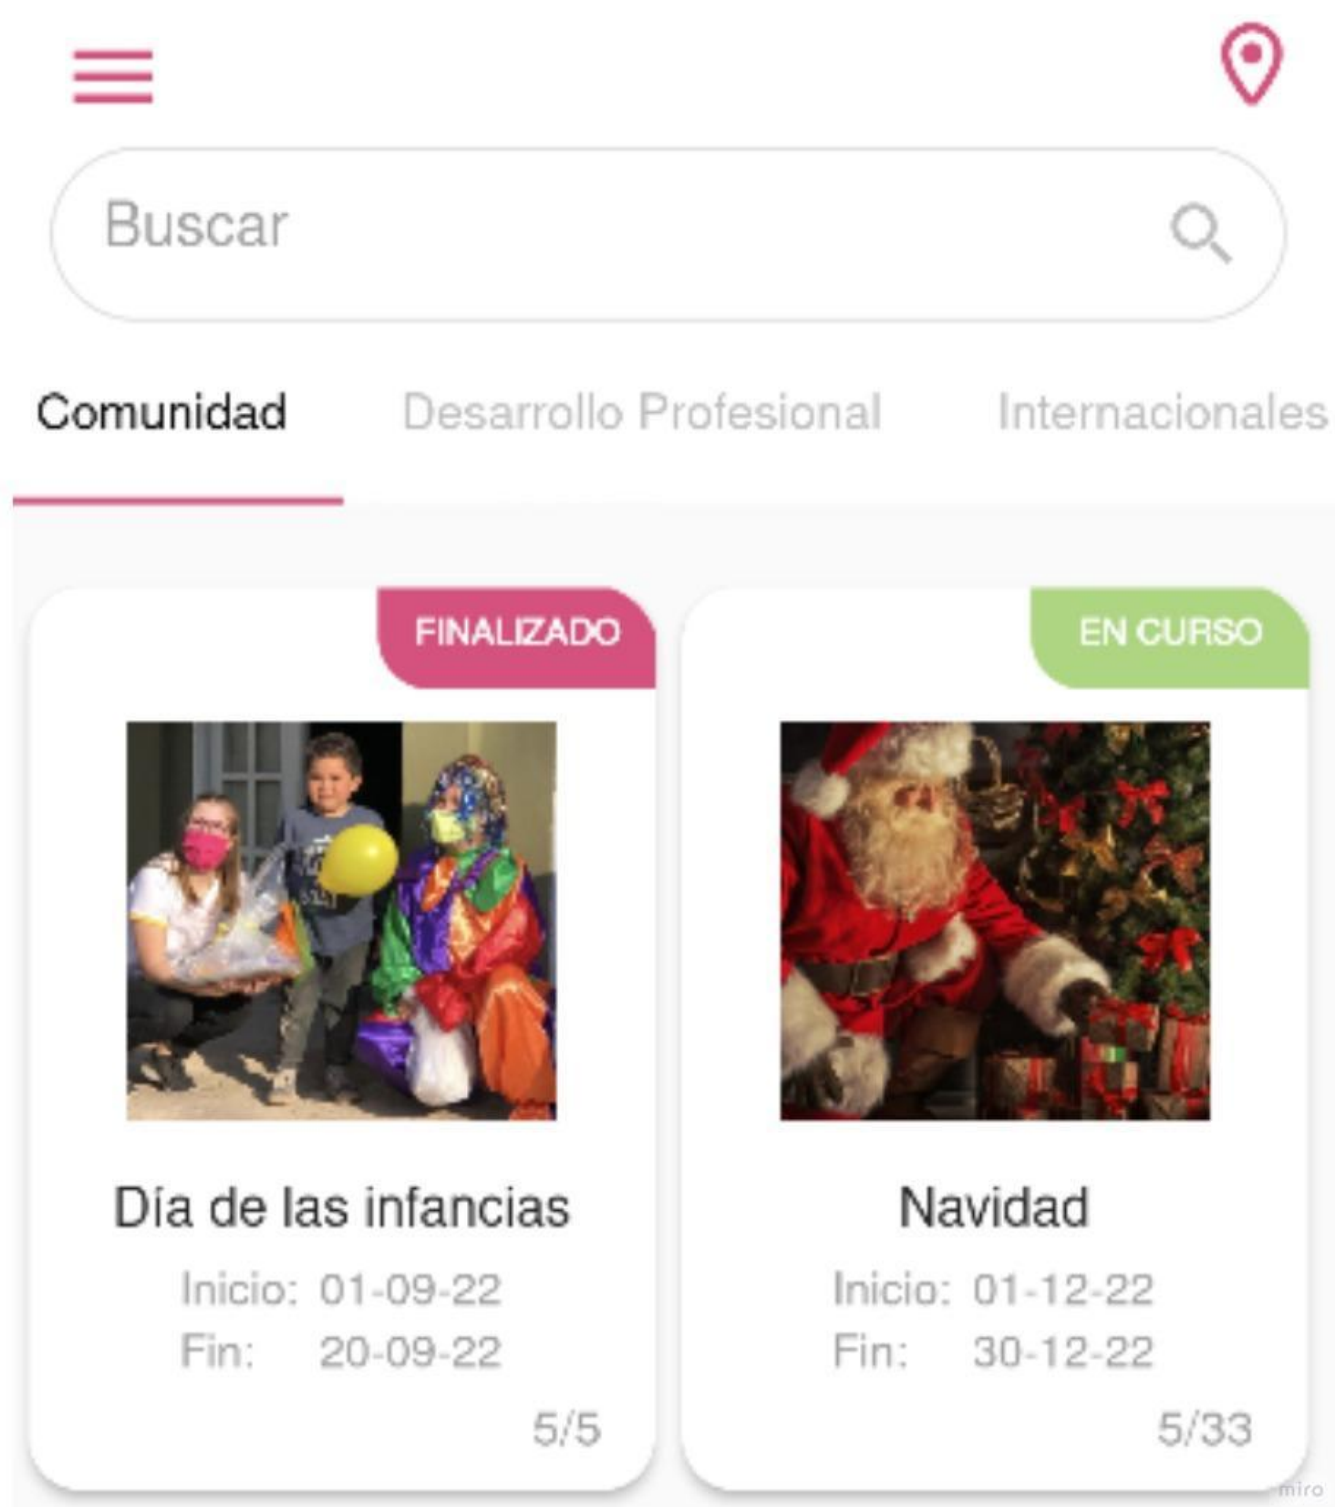 Buscar
Comunidad
Desarrollo Profesional
Internacionales
FINALIZADO
Día de las infancias
Inicio: 01-09-22
Fin: 20-09-22
5/5
EN CURSO
Navidad
Inicio: 01-12-22
Fin: 30-12-22
5/33
miro